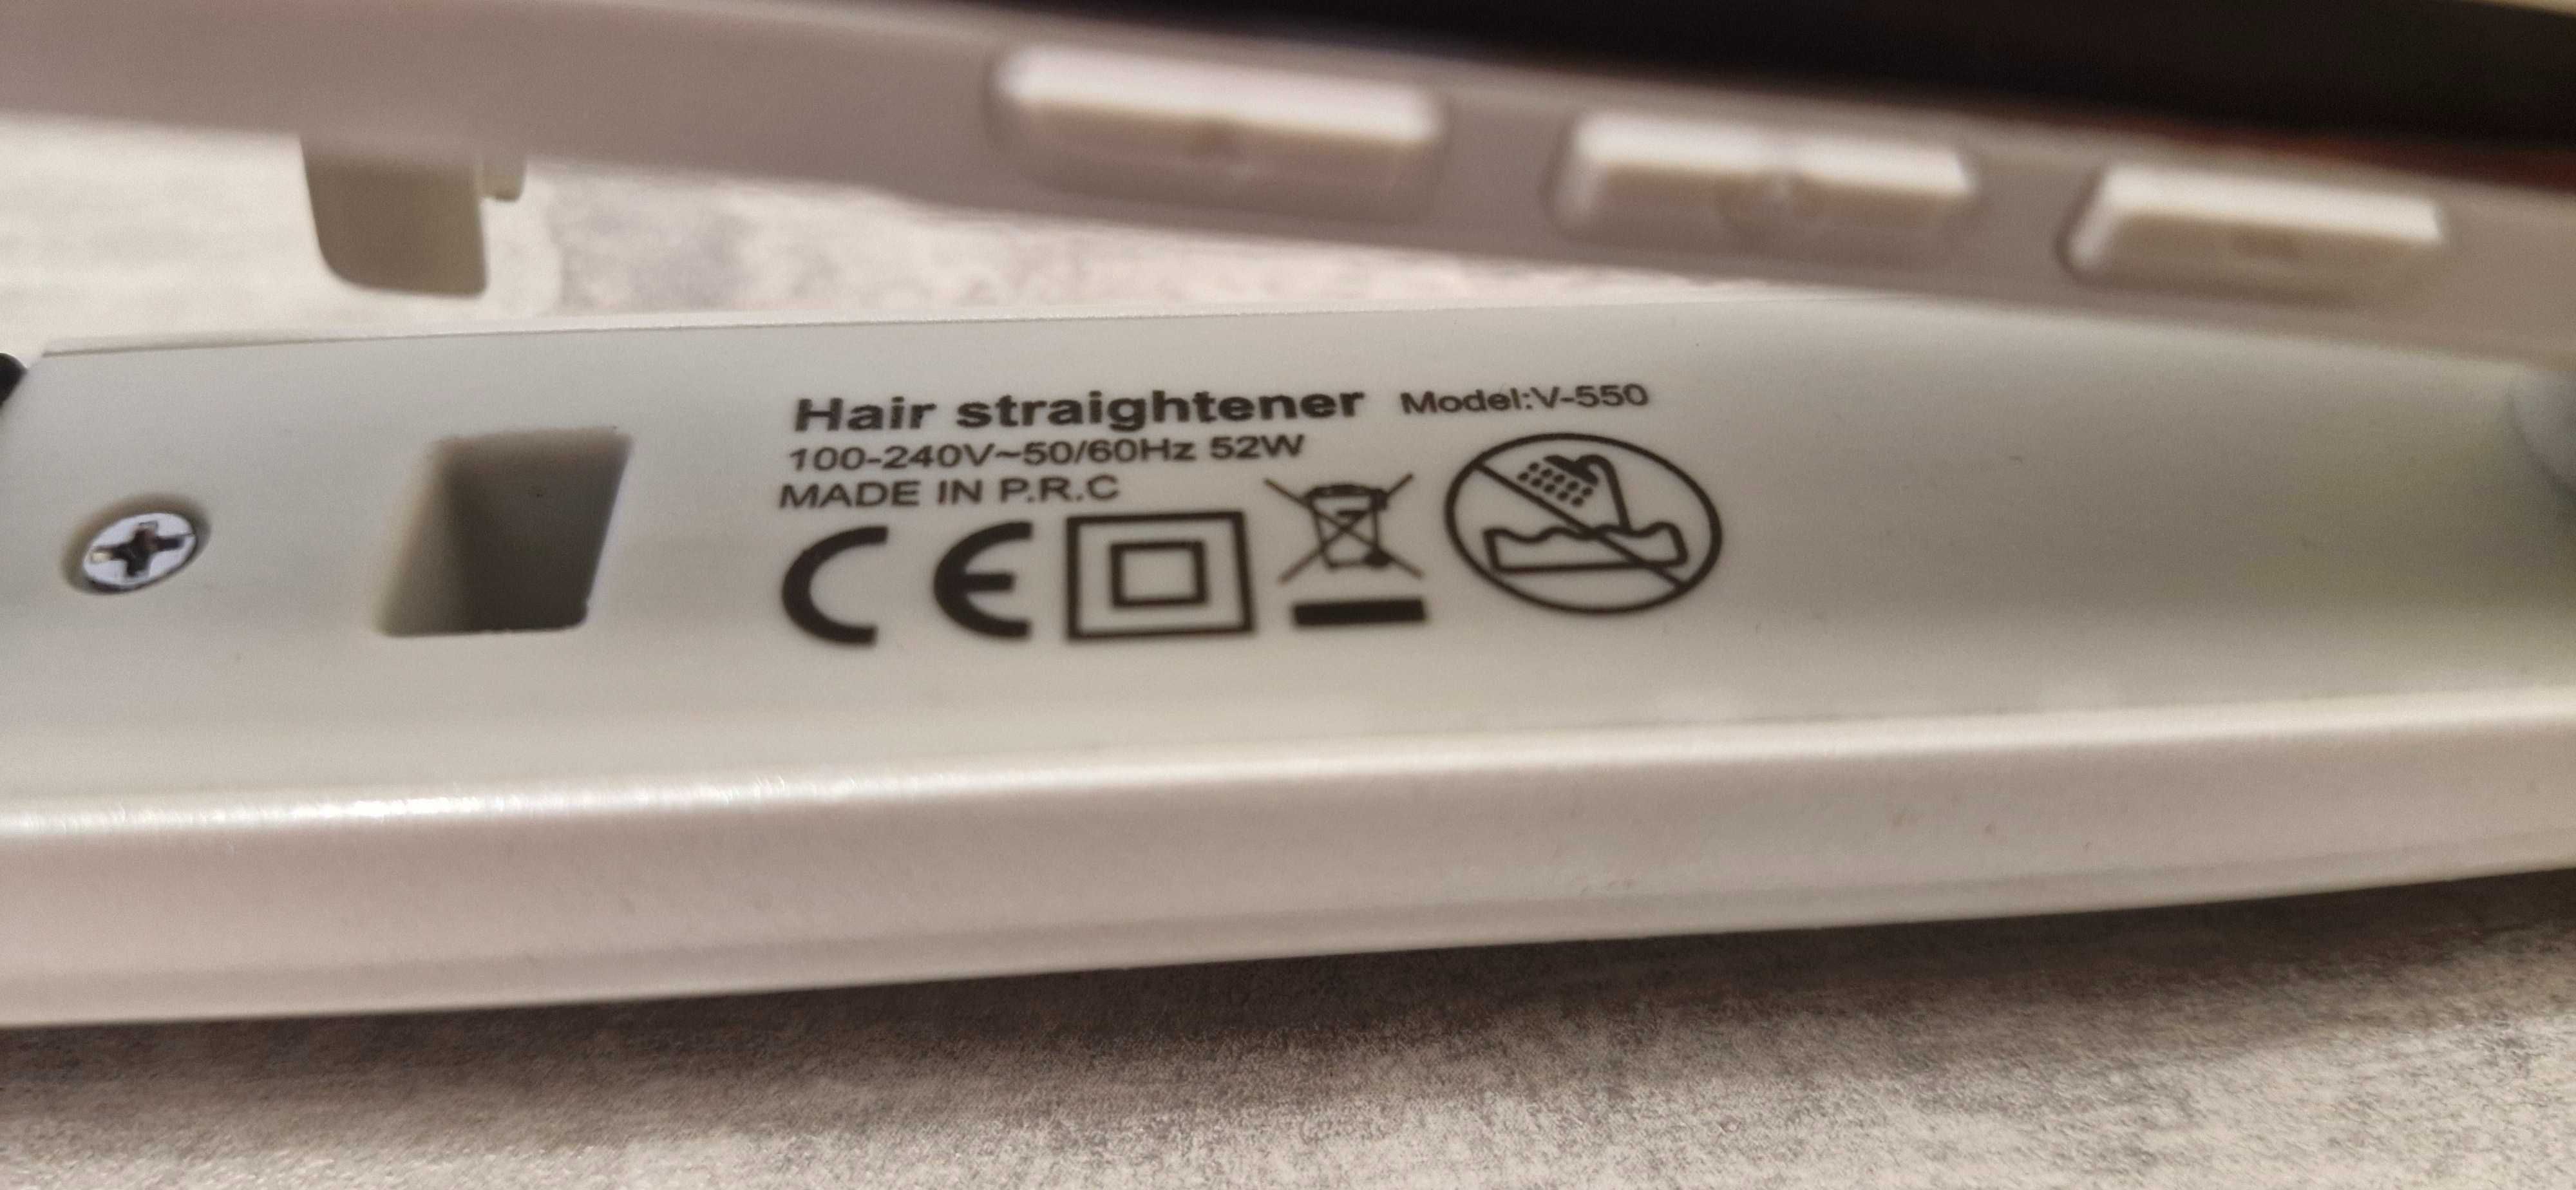 Hair straightener Model:V-550
100-240V~50/60Hz 52W
MADE IN P.R.C
CE